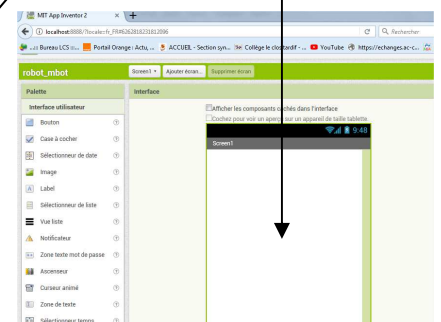 MIT App Inventor 2
localhost:8888/?locale=fr_FR#6262818231812096
Rechercher
Bureau LCS
Portail Orange : Actu, ...
ACCUEIL - Section syn...
Collège le clostardif - ...
YouTube
https://echanges.ac-c...
robot_mbot
Screen1
Ajouter écran...
Supprimer écran
Palette
Interface
Interface utilisateur
Afficher les composants cachés dans l'interface
Cochez pour voir un aperçu sur un appareil de taille tablette.
Bouton
9:48
Case à cocher
Screen1
Sélectionneur de date
Image
Label
Sélectionneur de liste
Vue liste
Notificateur
Zone texte mot de passe
Ascenseur
Curseur animé
Zone de texte
Sélectionneur temps